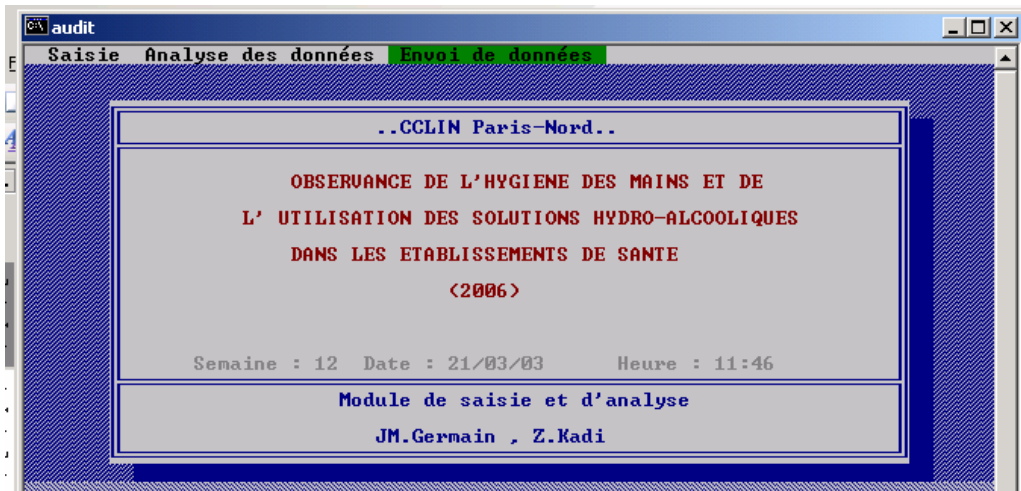 audit
Saisie Analyse des données Envoi de données
..CCLIN Paris-Nord..
OBSERVANCE DE L'HYGIENE DES MAINS ET DE
L' UTILISATION DES SOLUTIONS HYDRO-ALCOOLIQUES
DANS LES ETABLISSEMENTS DE SANTE
(2006)
Semaine : 12 Date : 21/03/03 Heure : 11:46
Module de saisie et d'analyse
JM.Germain , Z.Kadi